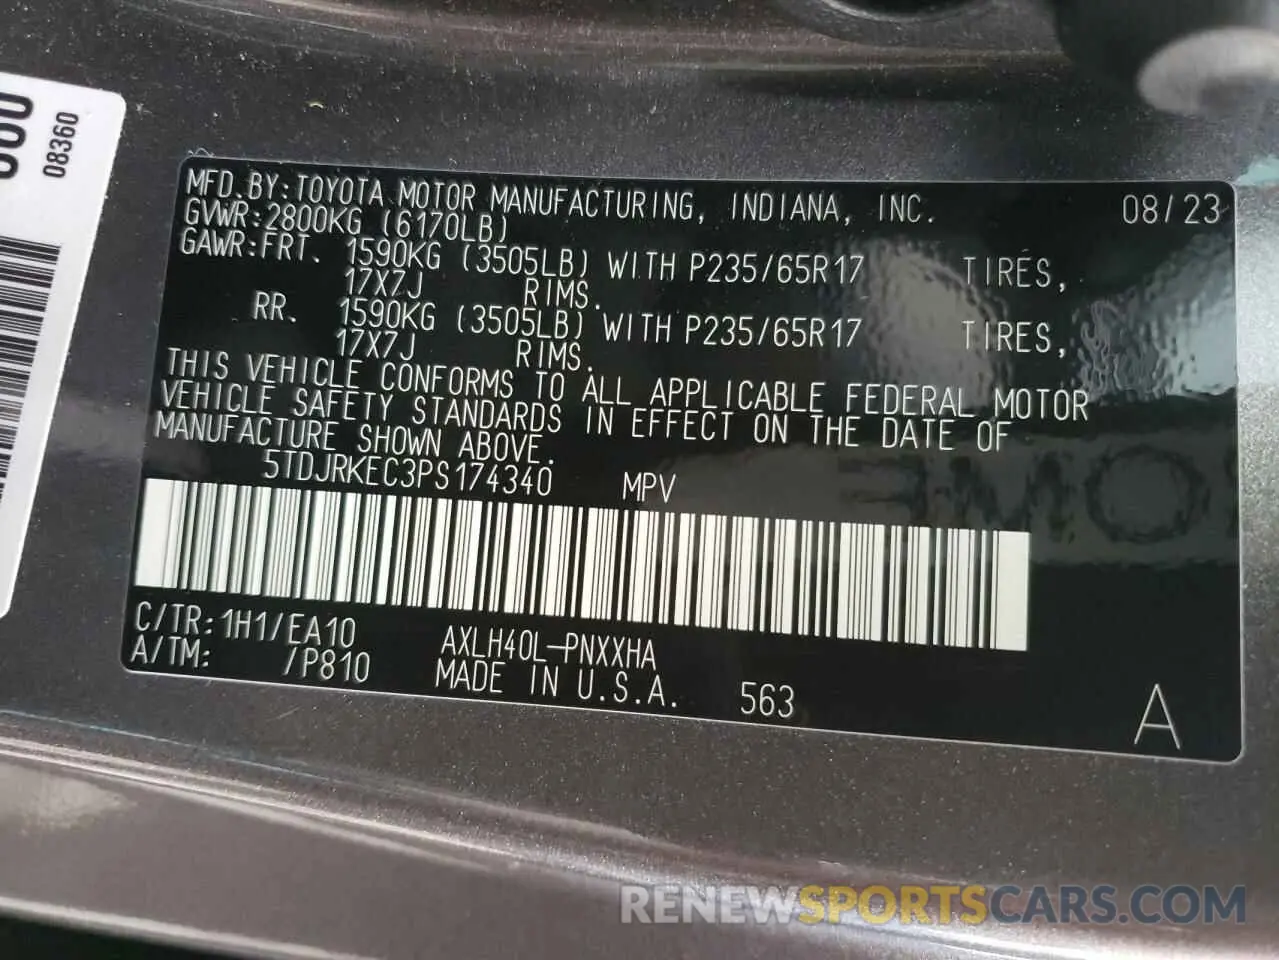 08360
MFD.BY:TOYOTA MOTOR MANUFACTURING, INDIANA, INC. 08/23
GVWR:2800KG (6170LB)
GAWR:FRT. 1590KG (3505LB) WITH P235/65R17 TIRES,
17X7J RIMS.
RR. 1590KG (3505LB) WITH P235/65R17 TIRES,
17X7J RIMS.
THIS VEHICLE CONFORMS TO ALL APPLICABLE FEDERAL MOTOR
VEHICLE SAFETY STANDARDS IN EFFECT ON THE DATE OF
MANUFACTURE SHOWN ABOVE.
5TDJRKEC3PS174340 MPV
C/TR:1H1/EA10 AXLH40L-PNXXHA
A/TM: /P810 MADE IN U.S.A. 563
A
RENEWSPORTSCARS.COM